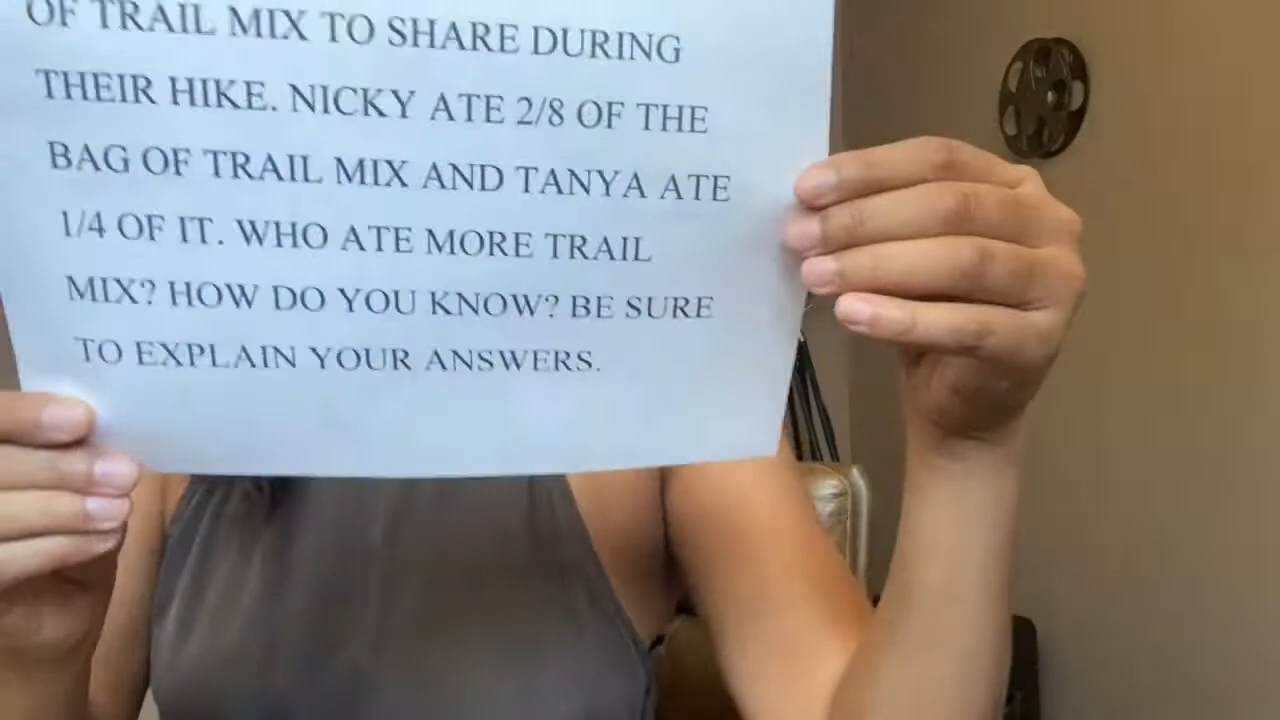 OF TRAIL MIX TO SHARE DURING
THEIR HIKE. NICKY ATE 2/8 OF THE
BAG OF TRAIL MIX AND TANYA ATE
1/4 OF IT. WHO ATE MORE TRAIL
MIX? HOW DO YOU KNOW? BE SURE
TO EXPLAIN YOUR ANSWERS.